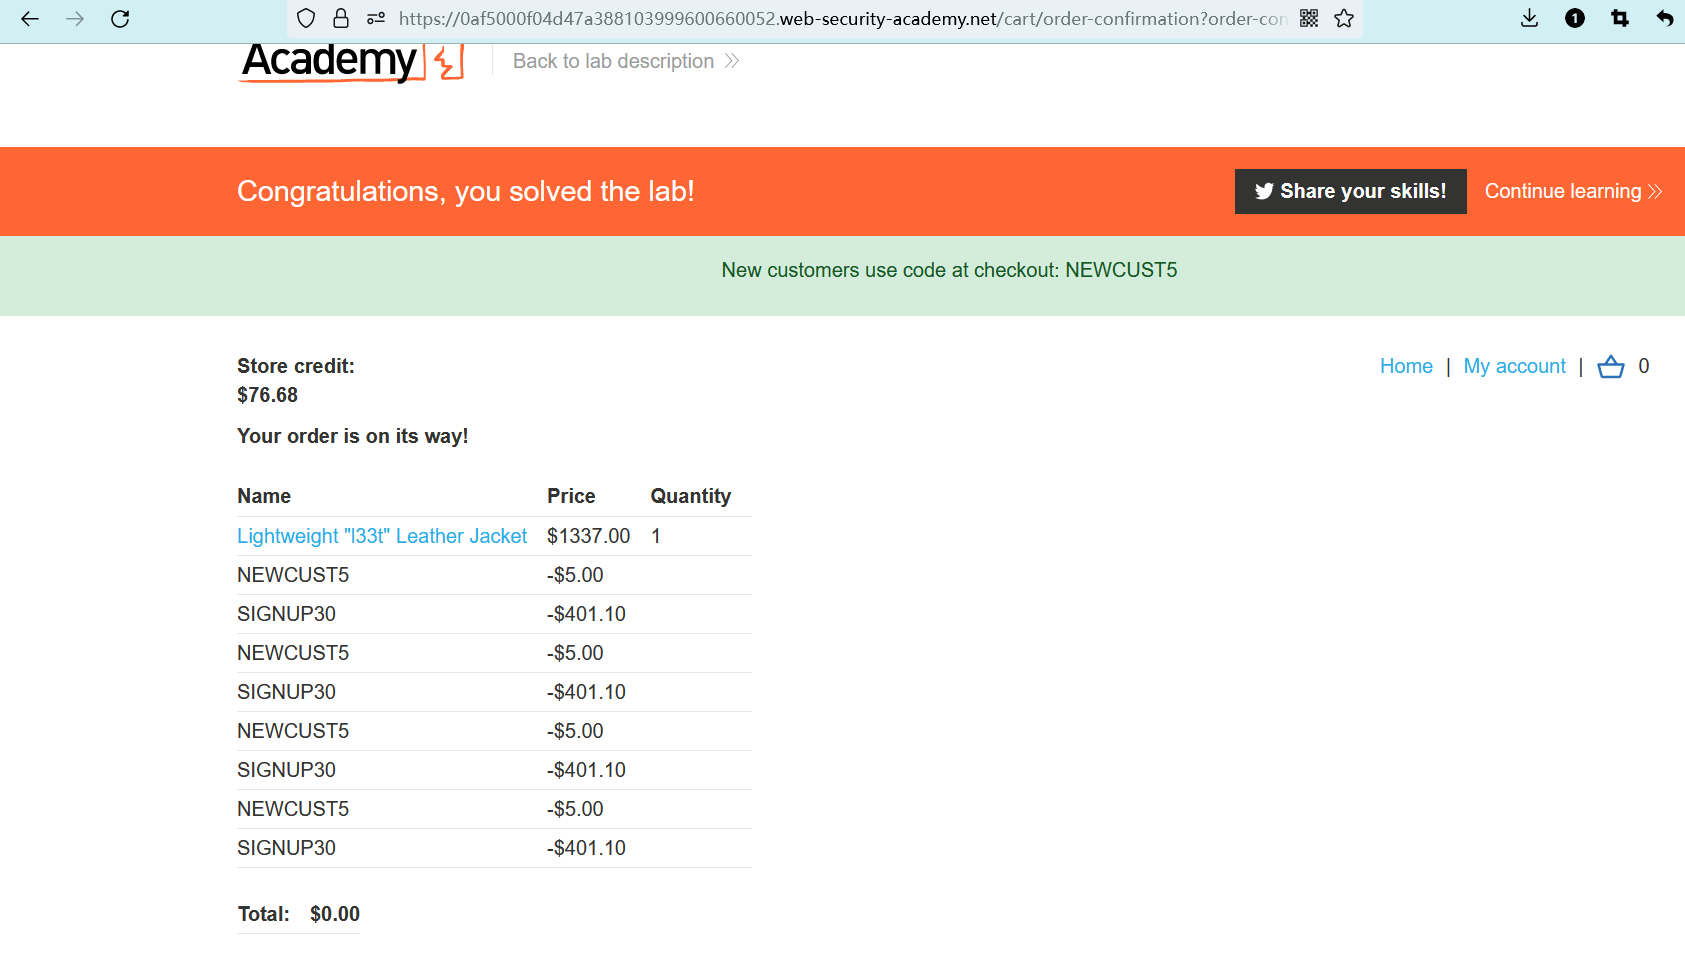 https://0af5000f04d47a388103999600660052.web-security-academy.net/cart/order-confirmation?order-con
1
Academy
Back to lab description
Congratulations, you solved the lab!
Share your skills!
Continue learning
New customers use code at checkout: NEWCUST5
Store credit:
$76.68
Home | My account | 0
Your order is on its way!
Name Price Quantity
Lightweight "l33t" Leather Jacket $1337.00 1
NEWCUST5 -$5.00
SIGNUP30 -$401.10
NEWCUST5 -$5.00
SIGNUP30 -$401.10
NEWCUST5 -$5.00
SIGNUP30 -$401.10
NEWCUST5 -$5.00
SIGNUP30 -$401.10
Total: $0.00